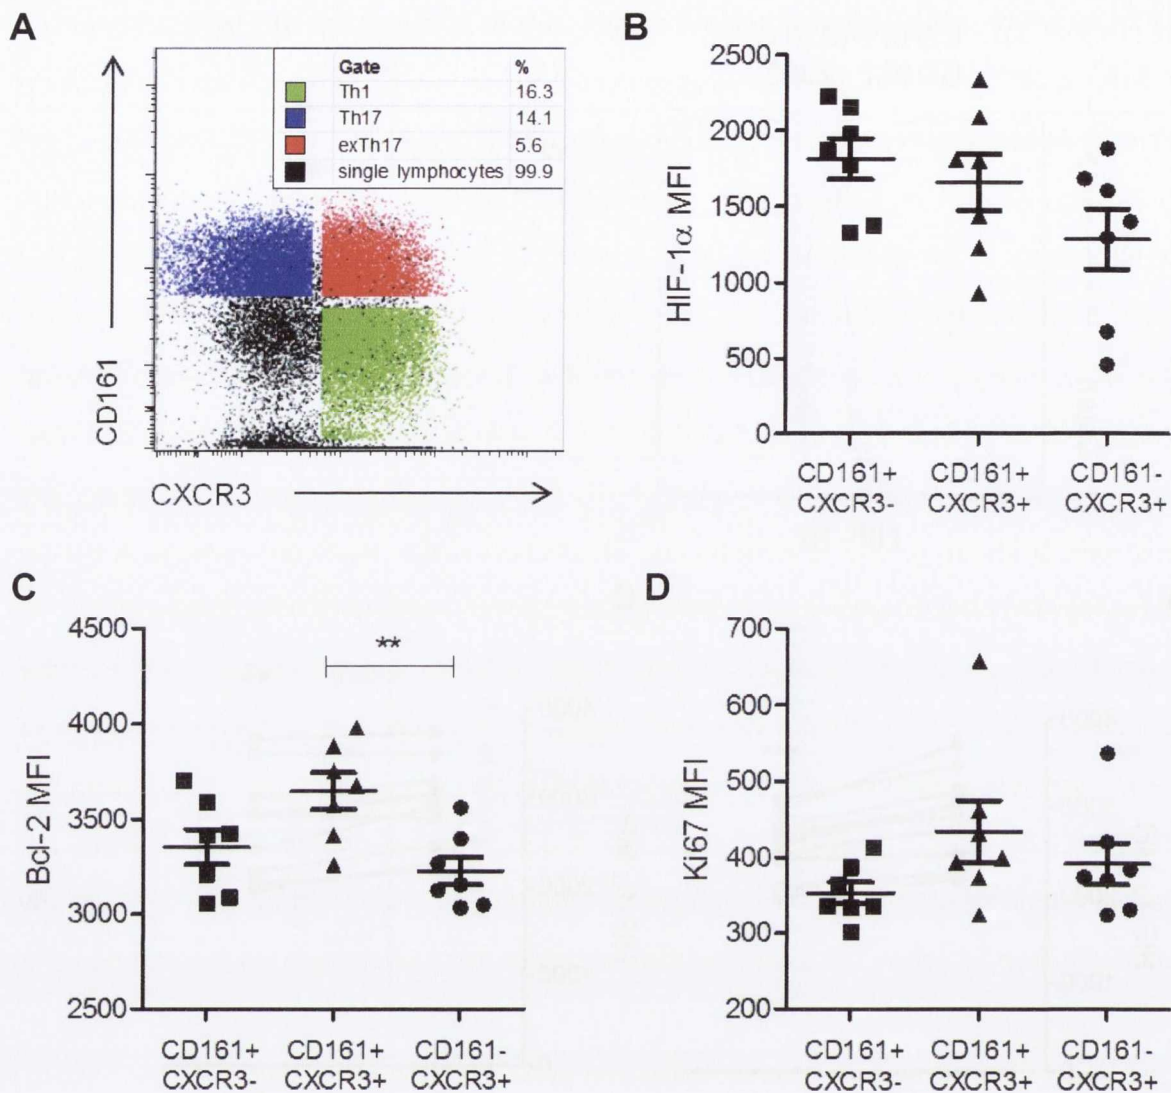 A
Gate %
Th1 16.3
Th17 14.1
exTh17 5.6
single lymphocytes 99.9
CD161
CXCR3
B
2500
2000
1500
1000
500
0
HIF-1α MFI
CD161+ CD161+ CD161-
CXCR3- CXCR3+ CXCR3+
C
4500
4000
3500
3000
2500
Bcl-2 MFI
**
CD161+ CD161+ CD161-
CXCR3- CXCR3+ CXCR3+
D
700
600
500
400
300
200
Ki67 MFI
CD161+ CD161+ CD161-
CXCR3- CXCR3+ CXCR3+